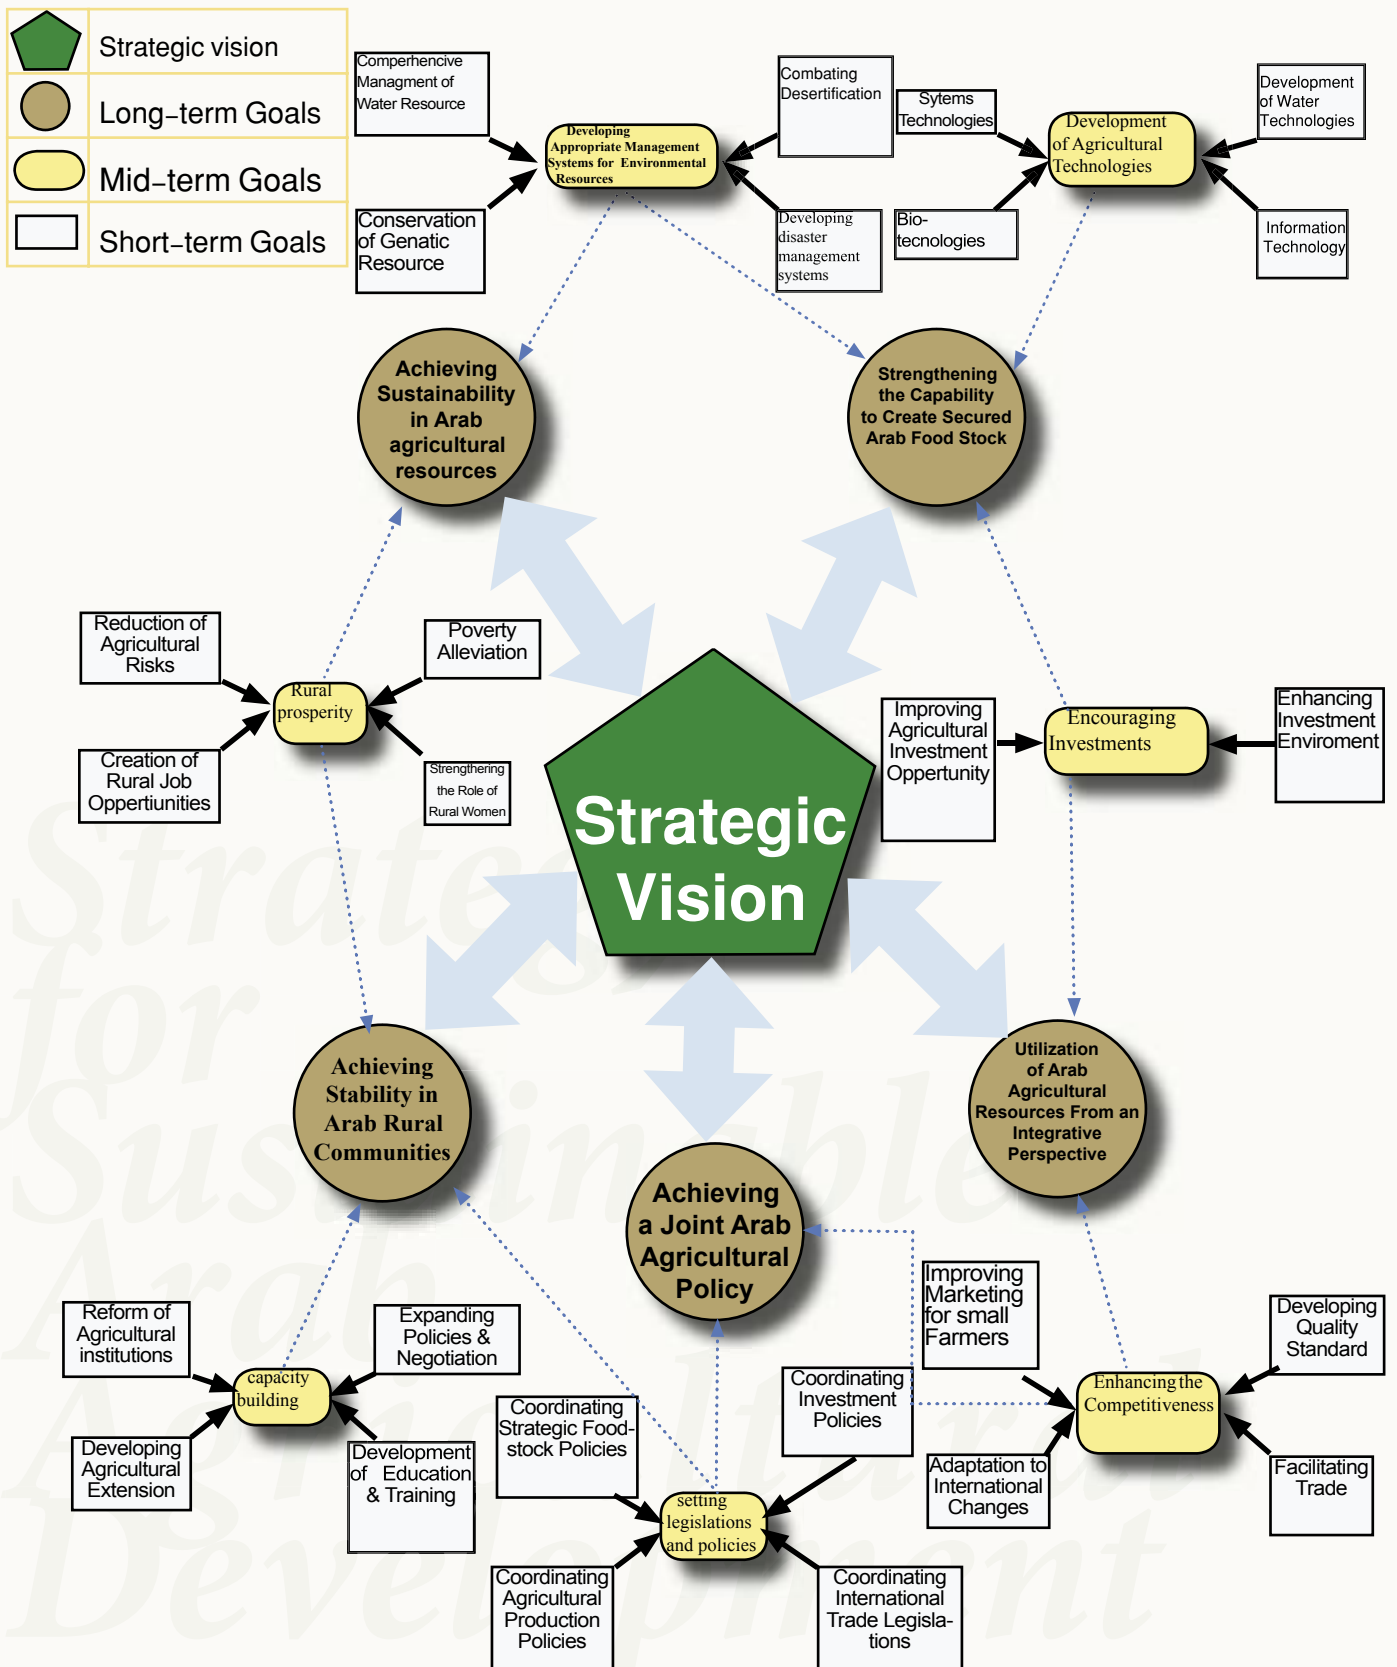 Strategic vision
Long-term Goals
Mid-term Goals
Short-term Goals
Comperhencive
Managment of
Water Resource
Conservation
of Genatic
Resource
Developing
Appropriate Management
Systems for Environmental
Resources
Combating
Desertification
Developing
disaster
management
systems
Sytems
Technologies
Bio-
tecnologies
Development
of Agricultural
Technologies
Development
of Water
Technologies
Information
Technology
Achieving
Sustainability
in Arab
agricultural
resources
Strengthening
the Capability
to Create Secured
Arab Food Stock
Reduction of
Agricultural
Risks
Creation of
Rural Job
Oppertiunities
Rural
prosperity
Poverty
Alleviation
Strengthering
the Role of
Rural Women
Strategic
Vision
Improving
Agricultural
Investment
Oppertunity
Encouraging
Investments
Enhancing
Investment
Enviroment
Achieving
Stability in
Arab Rural
Communities
Achieving
a Joint Arab
Agricultural
Policy
Utilization
of Arab
Agricultural
Resources From an
Integrative
Perspective
Reform of
Agricultural
institutions
Developing
Agricultural
Extension
capacity
building
Expanding
Policies &
Negotiation
Development
of Education
& Training
Coordinating
Strategic Food-
stock Policies
Coordinating
Agricultural
Production
Policies
setting
legislations
and policies
Coordinating
Investment
Policies
Coordinating
International
Trade Legisla-
tions
Improving
Marketing
for small
Farmers
Adaptation to
International
Changes
Enhancing the
Competitiveness
Developing
Quality
Standard
Facilitating
Trade
Strategy
for
Sustainable
Arab
Agricultural
Development